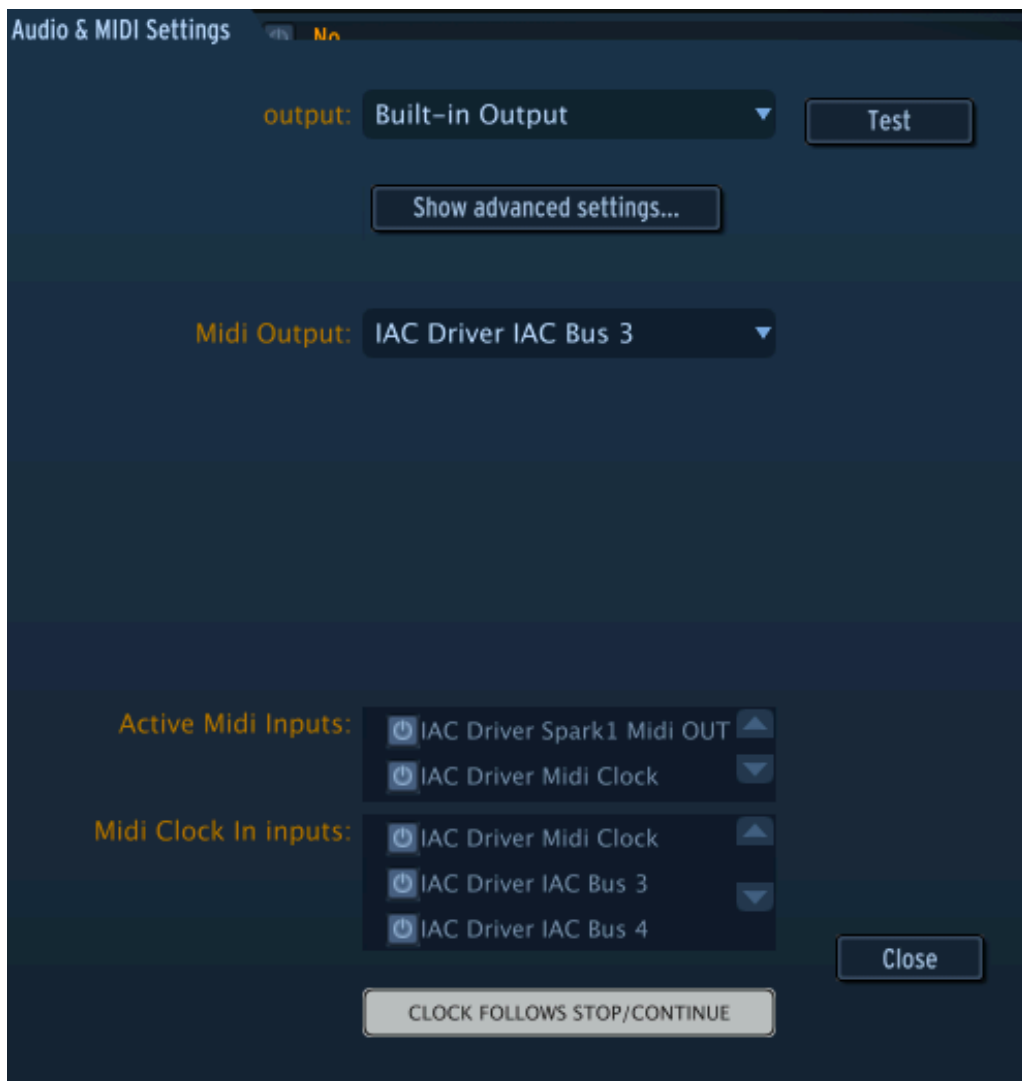 Audio & MIDI Settings
No
output: Built-in Output Test
Show advanced settings...
Midi Output: IAC Driver IAC Bus 3
Active Midi Inputs: IAC Driver Spark1 Midi OUT
IAC Driver Midi Clock
Midi Clock In inputs: IAC Driver Midi Clock
IAC Driver IAC Bus 3
IAC Driver IAC Bus 4
Close
CLOCK FOLLOWS STOP/CONTINUE